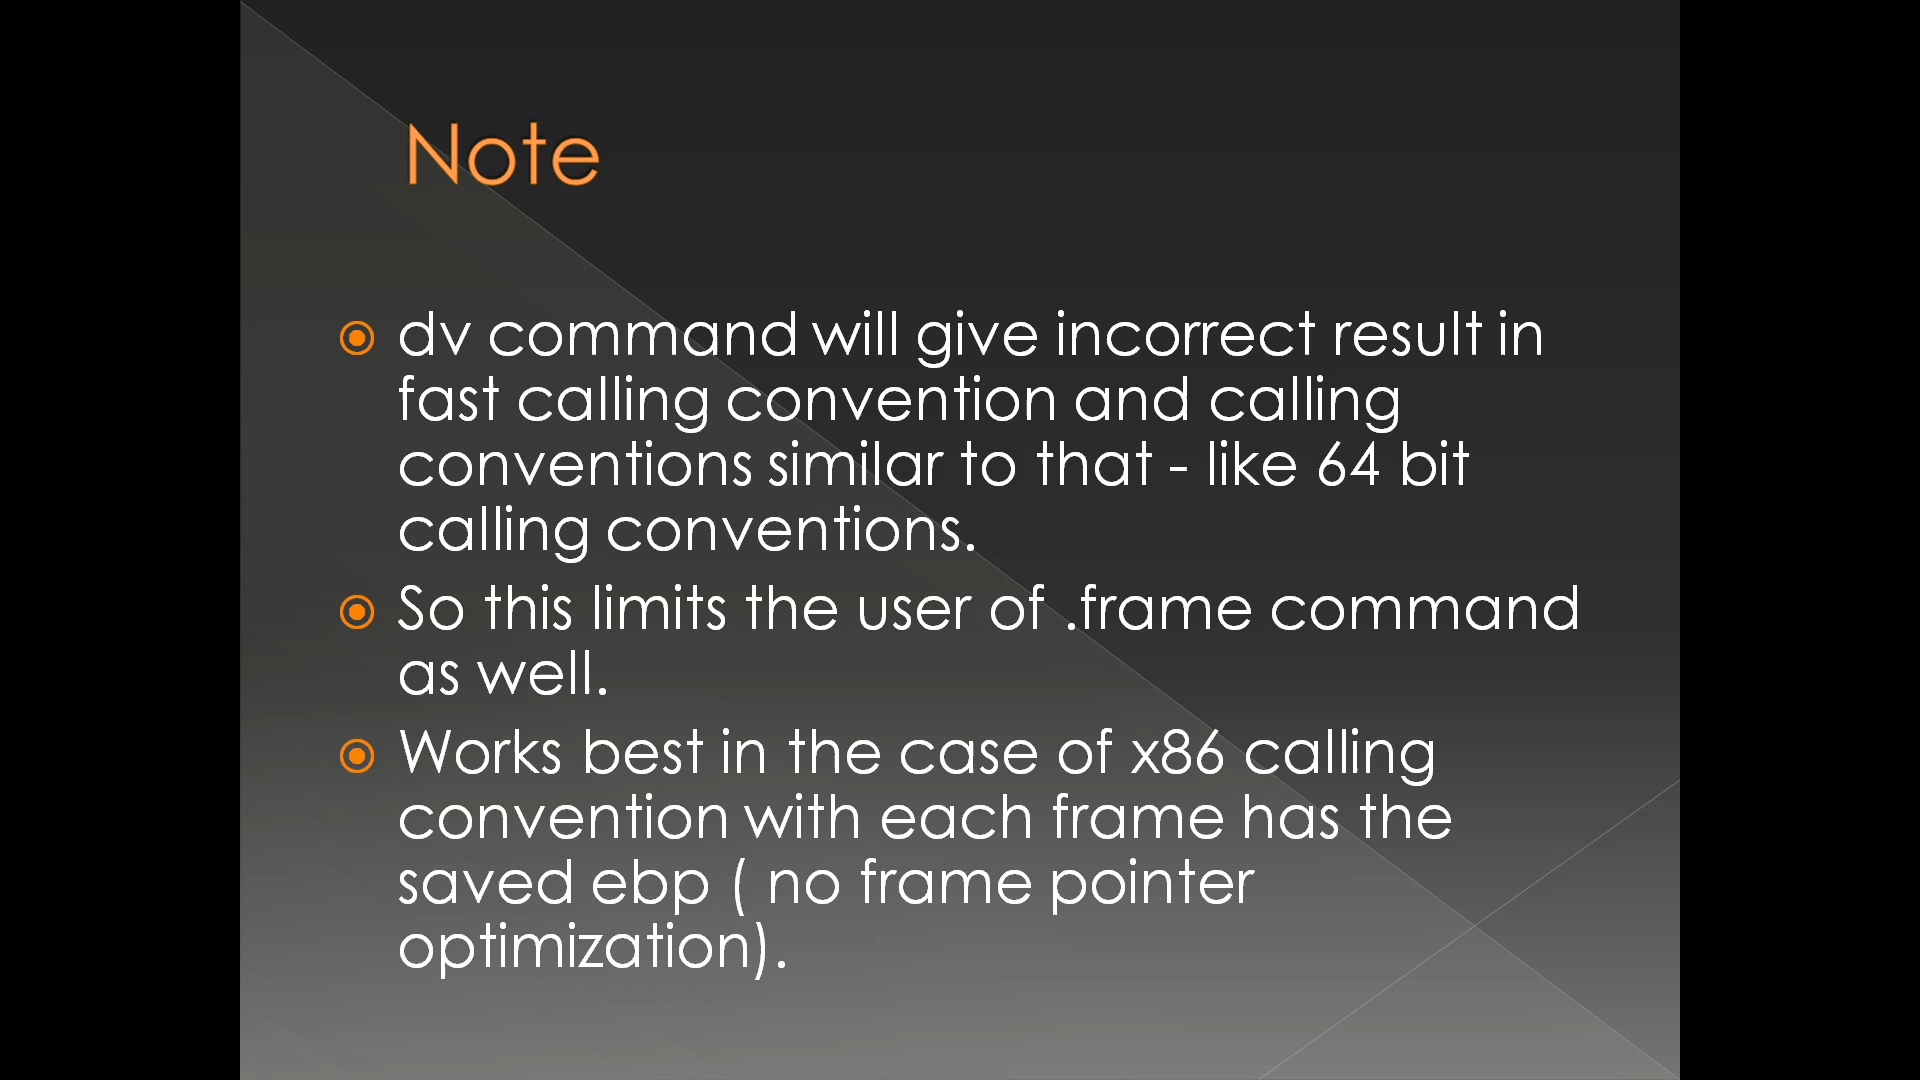 Note
dv command will give incorrect result in
fast calling convention and calling
conventions similar to that - like 64 bit
calling conventions.
So this limits the user of .frame command
as well.
Works best in the case of x86 calling
convention with each frame has the
saved ebp ( no frame pointer
optimization).